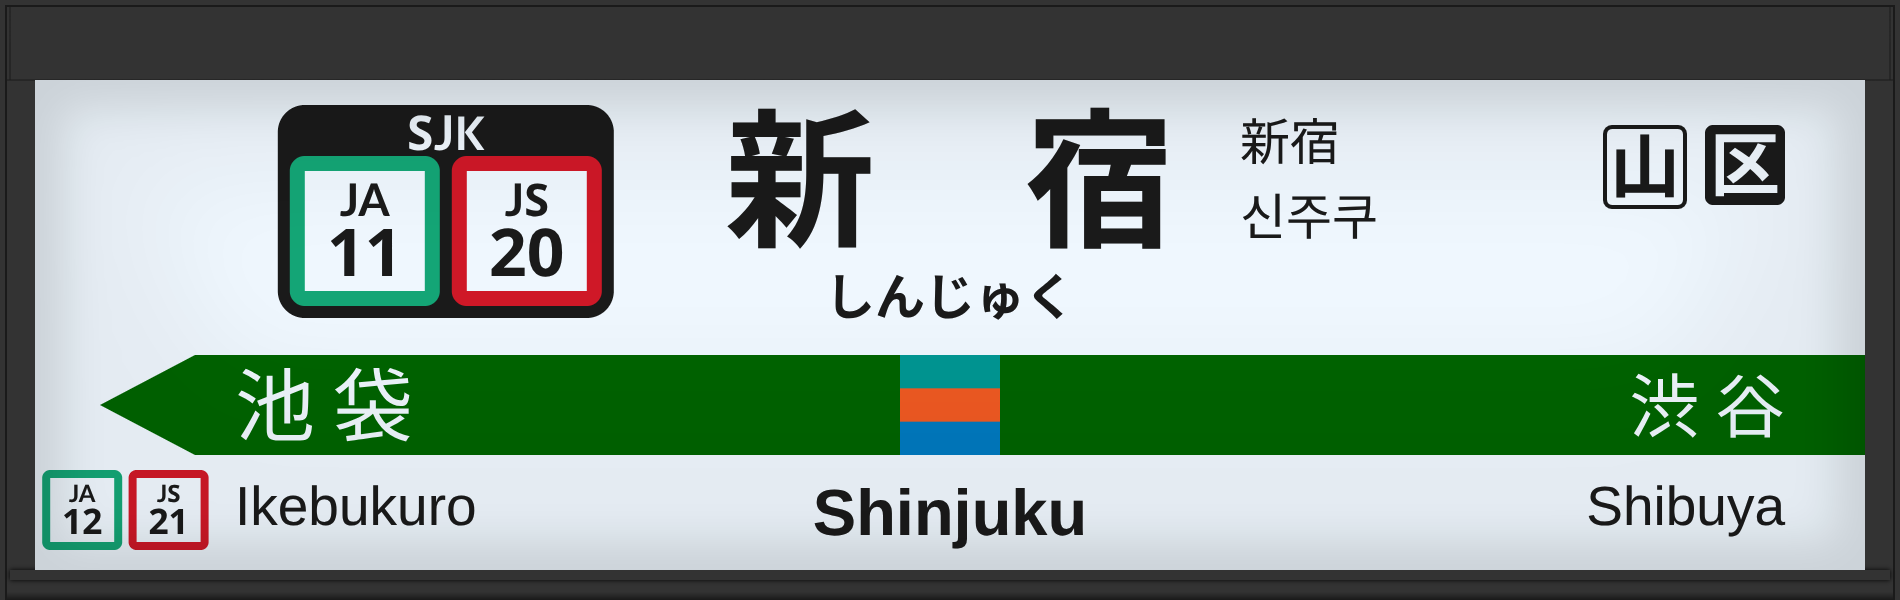 SJK
JA 11
JS 20
新 宿
しんじゅく
新宿
신주쿠
山 区
池袋
渋谷
JA 12
JS 21
Ikebukuro
Shinjuku
Shibuya